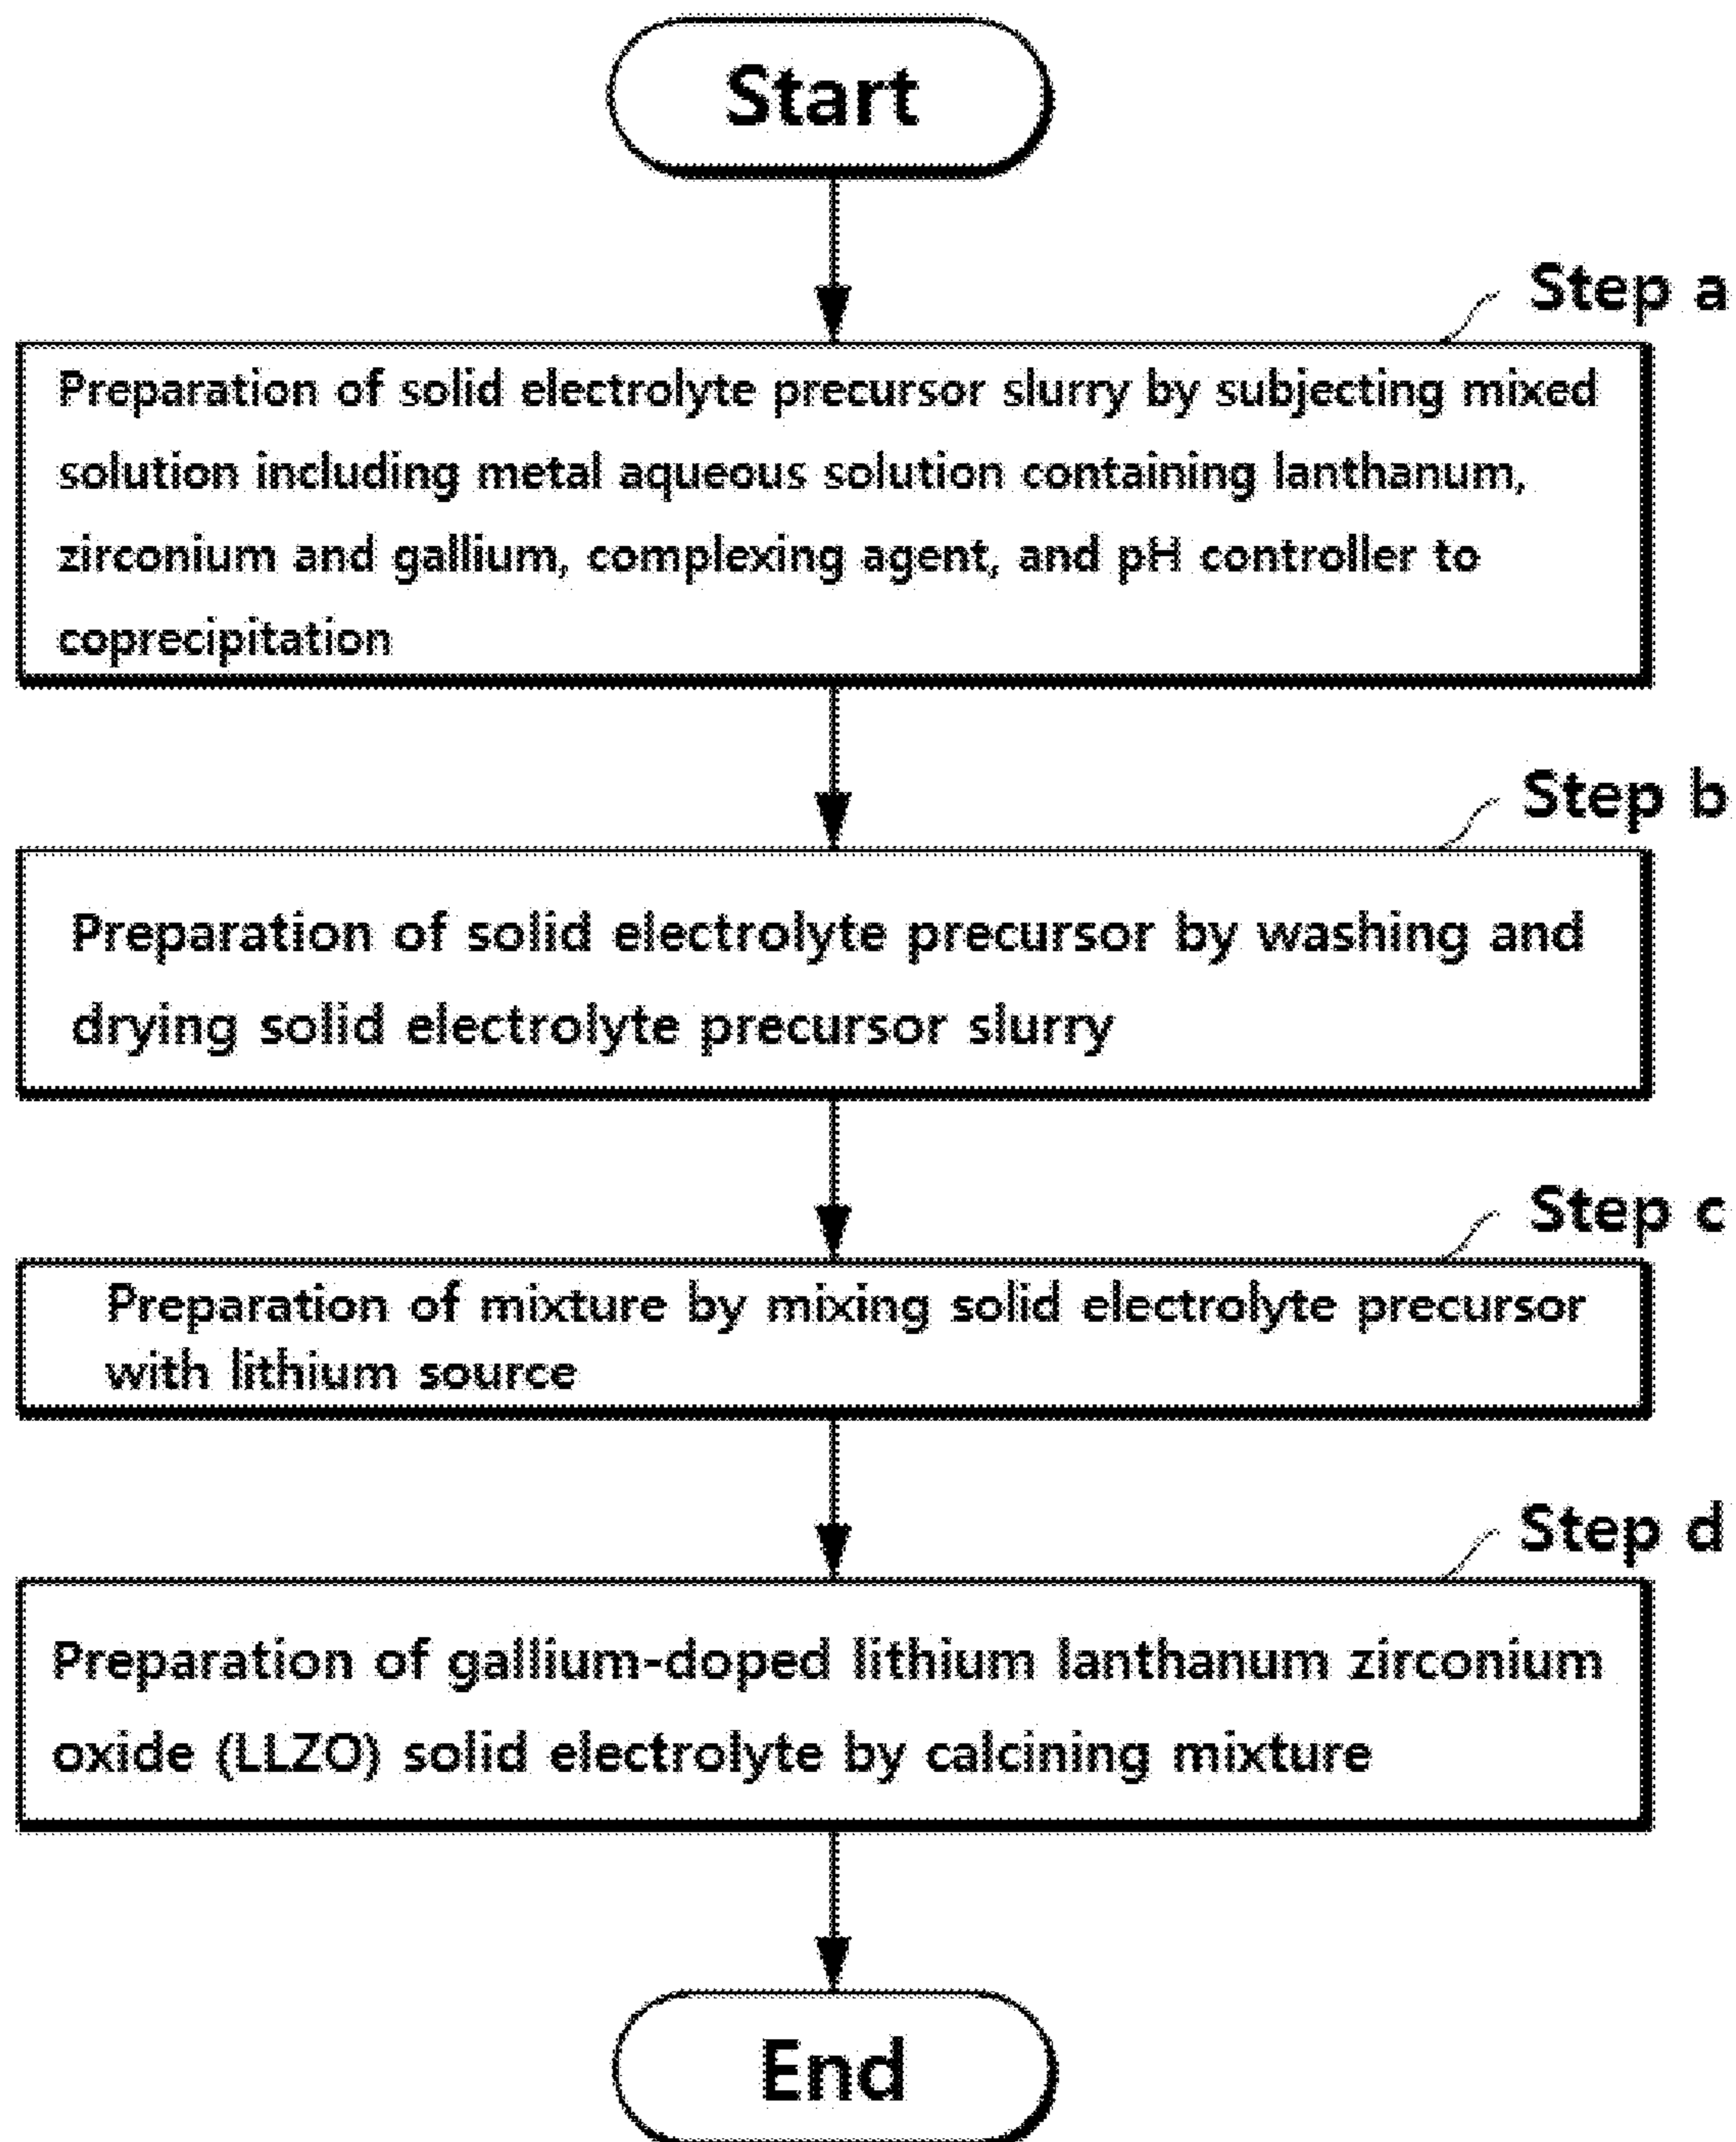 Start
Step a
Preparation of solid electrolyte precursor slurry by subjecting mixed
solution including metal aqueous solution containing lanthanum,
zirconium and gallium, complexing agent, and pH controller to
coprecipitation
Step b
Preparation of solid electrolyte precursor by washing and
drying solid electrolyte precursor slurry
Step c
Preparation of mixture by mixing solid electrolyte precursor
with lithium source
Step d
Preparation of gallium-doped lithium lanthanum zirconium
oxide (LLZO) solid electrolyte by calcining mixture
End